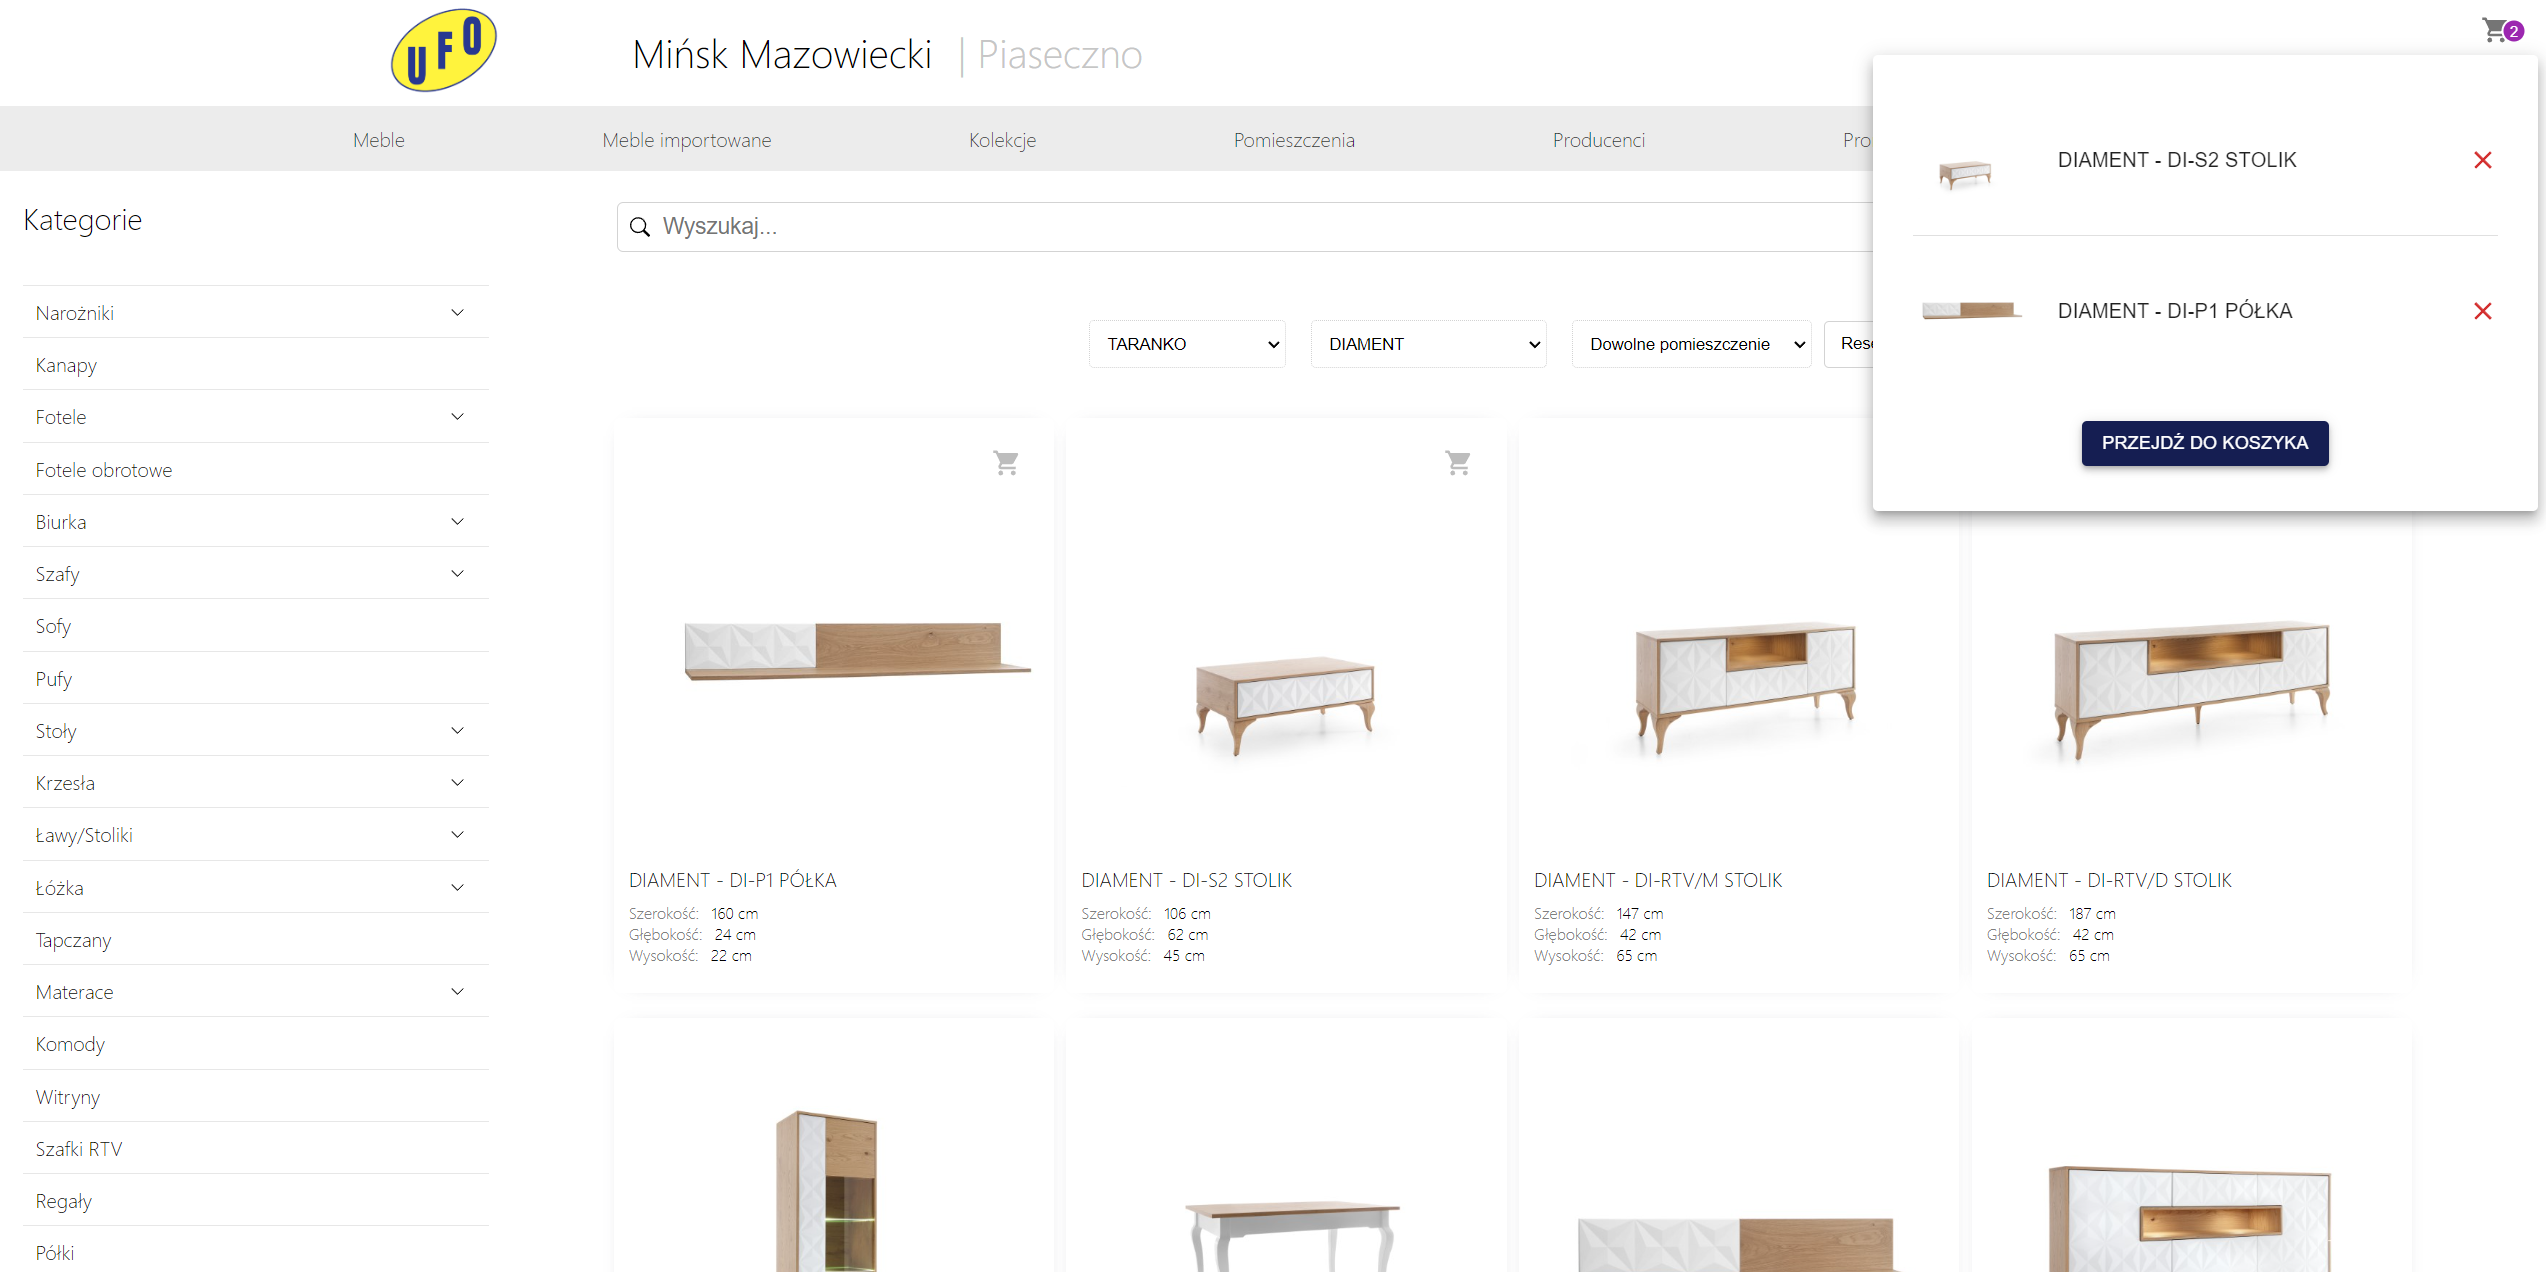 UFO
Mińsk Mazowiecki | Piaseczno
2
Meble
Meble importowane
Kolekcje
Pomieszczenia
Producenci
DIAMENT - DI-S2 STOLIK
DIAMENT - DI-P1 PÓŁKA
PRZEJDŹ DO KOSZYKA
Kategorie
Narożniki
Kanapy
Fotele
Fotele obrotowe
Biurka
Szafy
Sofy
Pufy
Stoły
Krzesła
Ławy/Stoliki
Łóżka
Tapczany
Materace
Komody
Witryny
Szafki RTV
Regały
Półki
Wyszukaj...
TARANKO
DIAMENT
Dowolne pomieszczenie
DIAMENT - DI-P1 PÓŁKA
Szerokość: 160 cm
Głębokość: 24 cm
Wysokość: 22 cm
DIAMENT - DI-S2 STOLIK
Szerokość: 106 cm
Głębokość: 62 cm
Wysokość: 45 cm
DIAMENT - DI-RTV/M STOLIK
Szerokość: 147 cm
Głębokość: 42 cm
Wysokość: 65 cm
DIAMENT - DI-RTV/D STOLIK
Szerokość: 187 cm
Głębokość: 42 cm
Wysokość: 65 cm